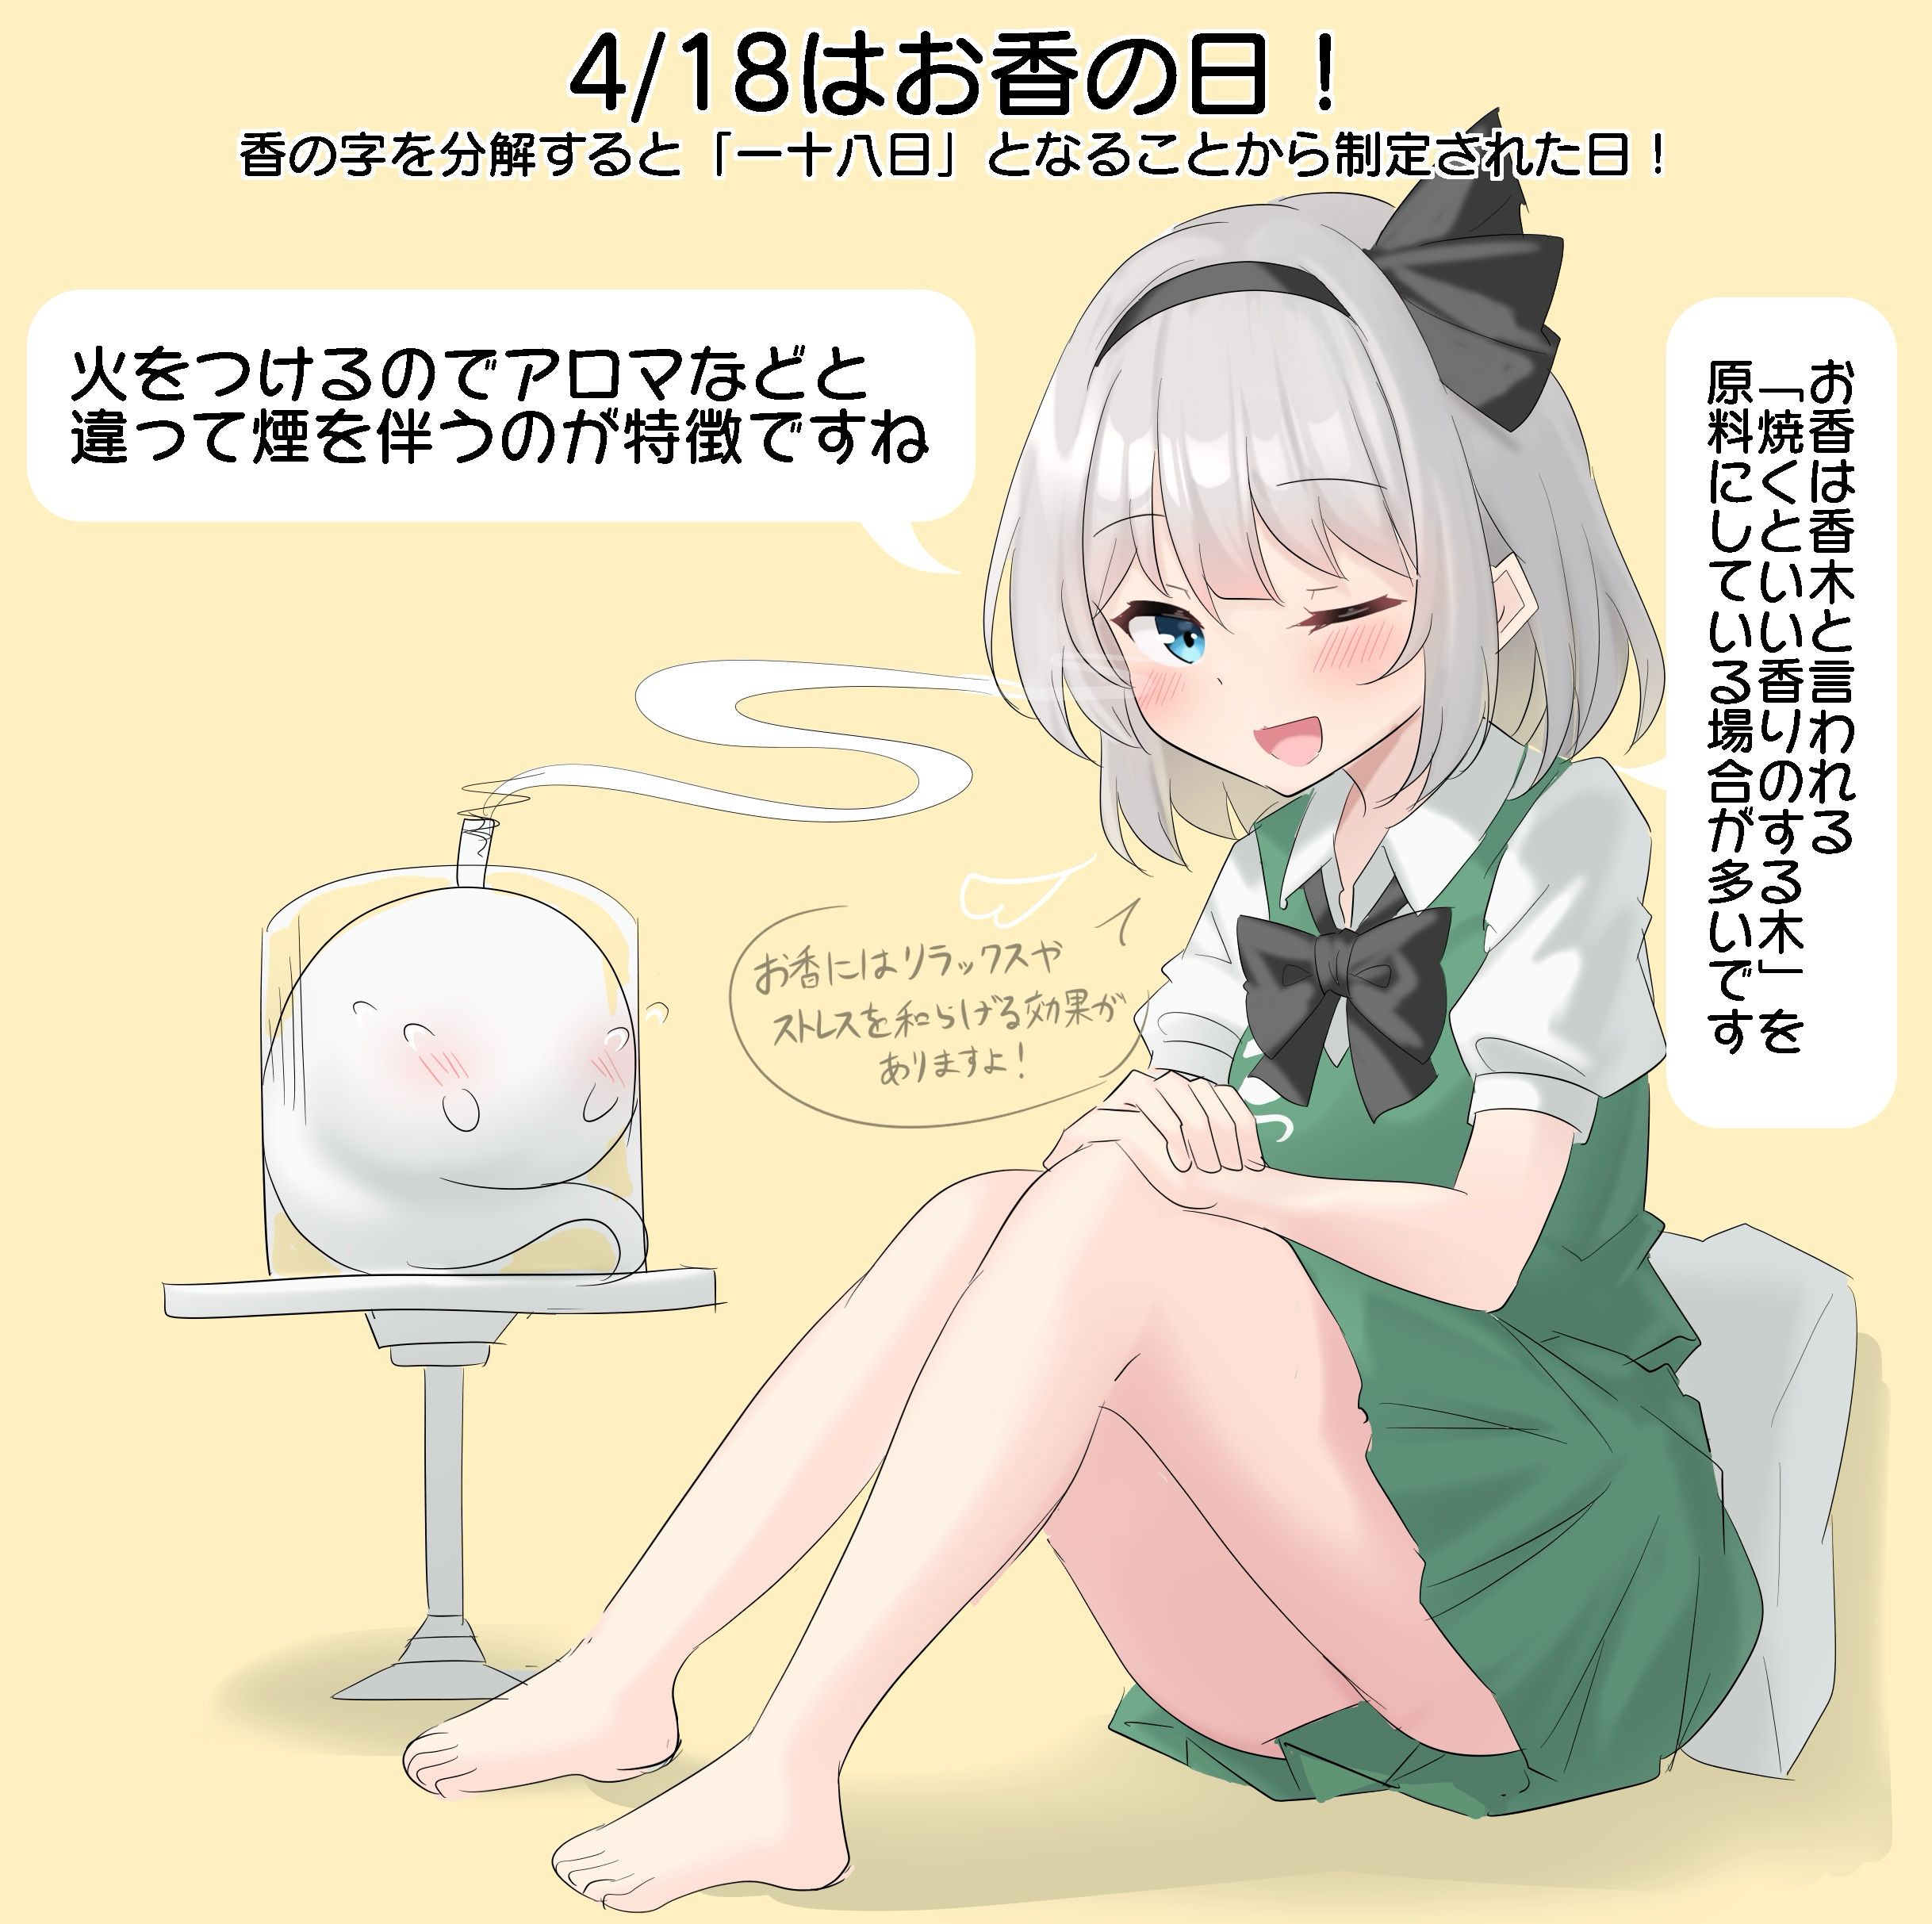 4/18はお香の日！
香の字を分解すると「一十八日」となることから制定された日！
お香は香木と言われる
「焼くといい香りのする木」を
原料にしている場合が多いです
火をつけるのでアロマなどと
違って煙を伴うのが特徴ですね
お香にはリラックスや
ストレスを和らげる効果が
ありますよ！